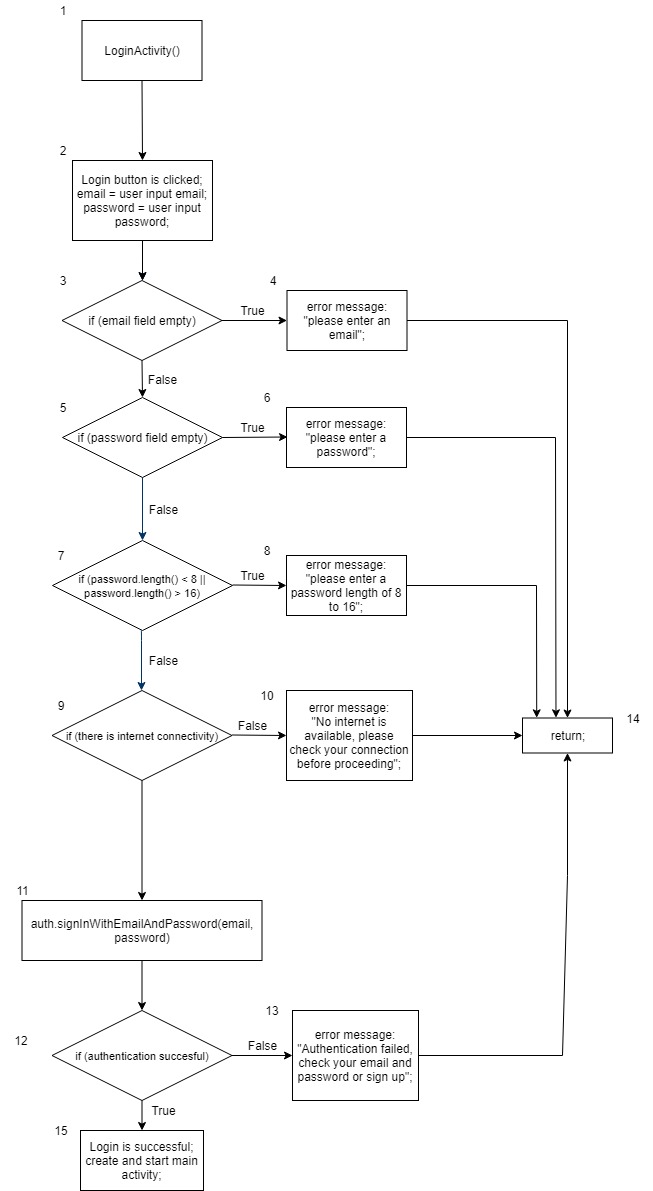 1
LoginActivity()
2
Login button is clicked;
email = user input email;
password = user input
password;
3
if (email field empty)
True
4
error message:
"please enter an
email";
False
5
if (password field empty)
True
6
error message:
"please enter a
password";
False
7
if (password.length() < 8 ||
password.length() > 16)
True
8
error message:
"please enter a
password length of 8
to 16";
False
9
if (there is internet connectivity)
False
10
error message:
"No internet is
available, please
check your connection
before proceeding";
14
return;
11
auth.signInWithEmailAndPassword(email,
password)
12
if (authentication succesful)
False
13
error message:
"Authentication failed,
check your email and
password or sign up";
True
15
Login is successful;
create and start main
activity;